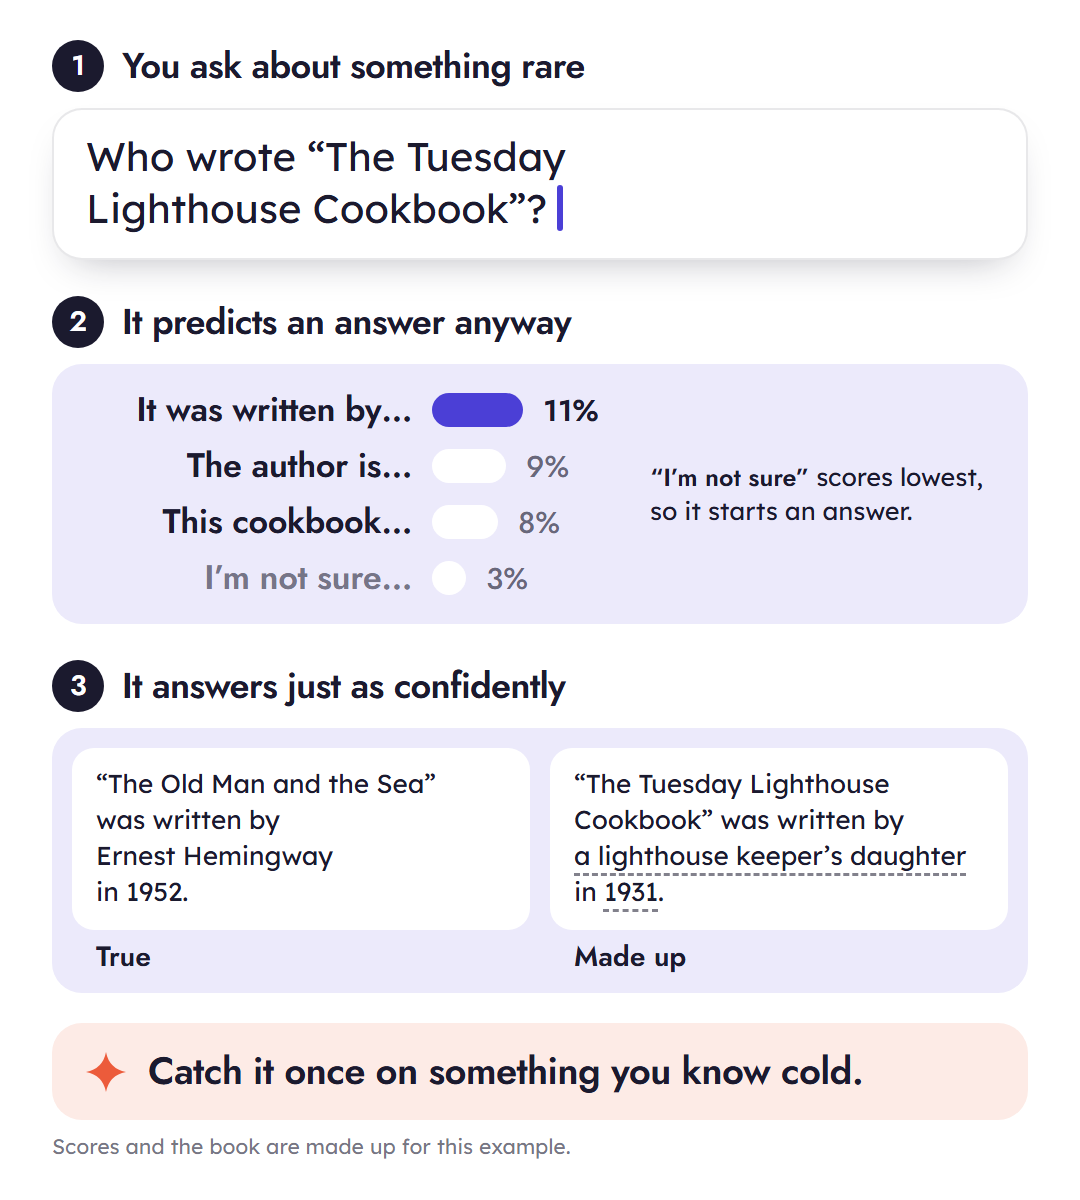 1 You ask about something rare
Who wrote “The Tuesday
Lighthouse Cookbook”?
2 It predicts an answer anyway
It was written by... 11%
The author is... 9%
This cookbook... 8%
I’m not sure... 3%
“I’m not sure” scores lowest,
so it starts an answer.
3 It answers just as confidently
“The Old Man and the Sea”
was written by
Ernest Hemingway
in 1952.
True
“The Tuesday Lighthouse
Cookbook” was written by
a lighthouse keeper’s daughter
in 1931.
Made up
Catch it once on something you know cold.
Scores and the book are made up for this example.